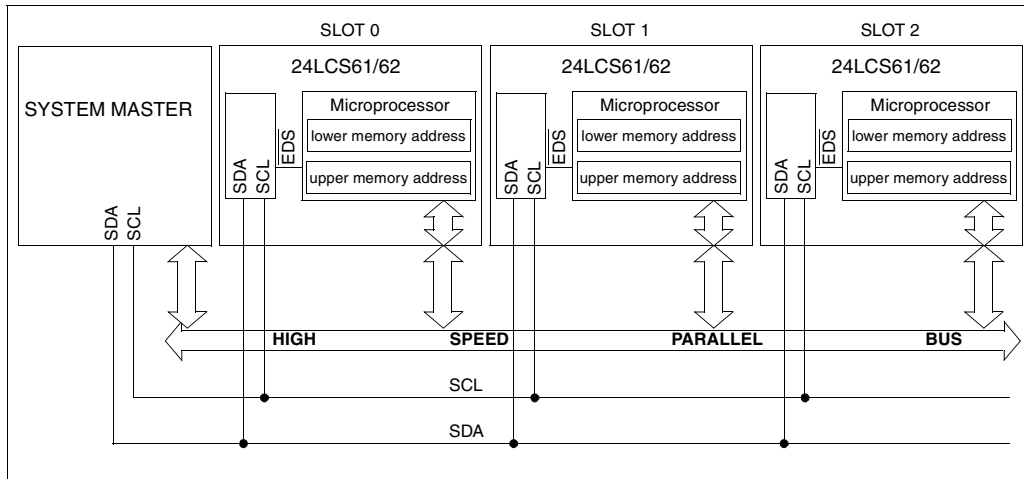 SLOT 0
SLOT 1
SLOT 2
SYSTEM MASTER
SDA
SCL
24LCS61/62
SDA
SCL
EDS
Microprocessor
lower memory address
upper memory address
24LCS61/62
SDA
SCL
EDS
Microprocessor
lower memory address
upper memory address
24LCS61/62
SDA
SCL
EDS
Microprocessor
lower memory address
upper memory address
HIGH SPEED PARALLEL BUS
SCL
SDA